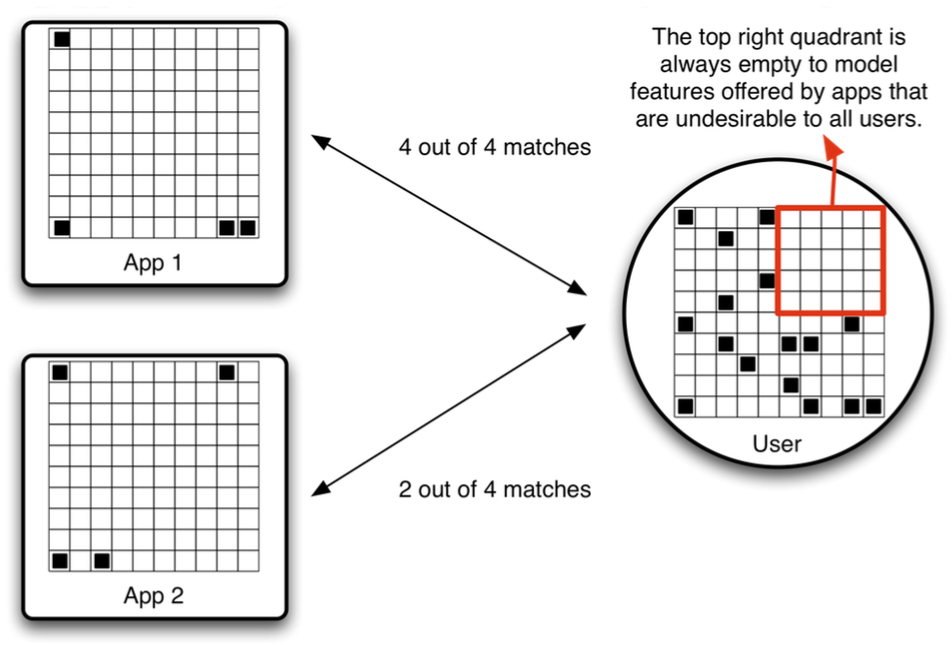 The top right quadrant is
always empty to model
features offered by apps that
are undesirable to all users.
4 out of 4 matches
App 1
User
2 out of 4 matches
App 2